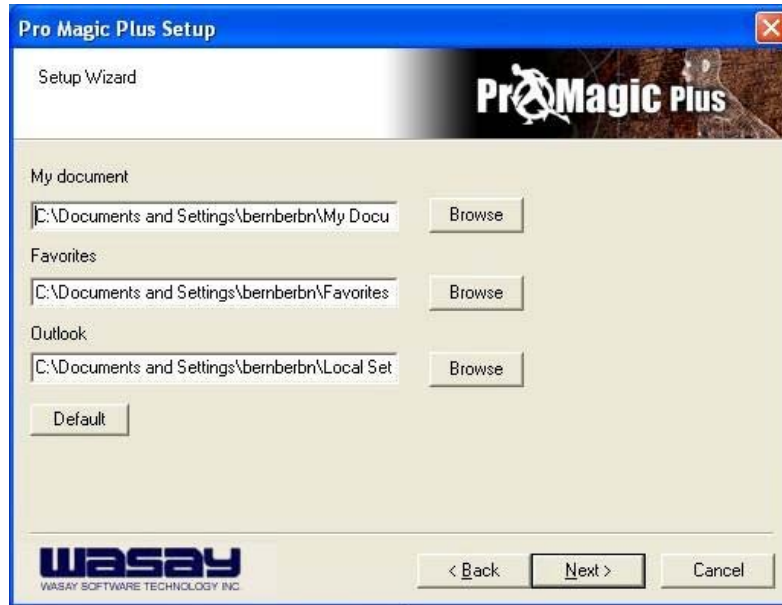 Pro Magic Plus Setup
Setup Wizard
Pro Magic Plus
My document
C:\Documents and Settings\bernberbn\My Docu
Browse
Favorites
C:\Documents and Settings\bernberbn\Favorites
Browse
Outlook
C:\Documents and Settings\bernberbn\Local Set
Browse
Default
wasay
WASAY SOFTWARE TECHNOLOGY INC.
< Back
Next >
Cancel